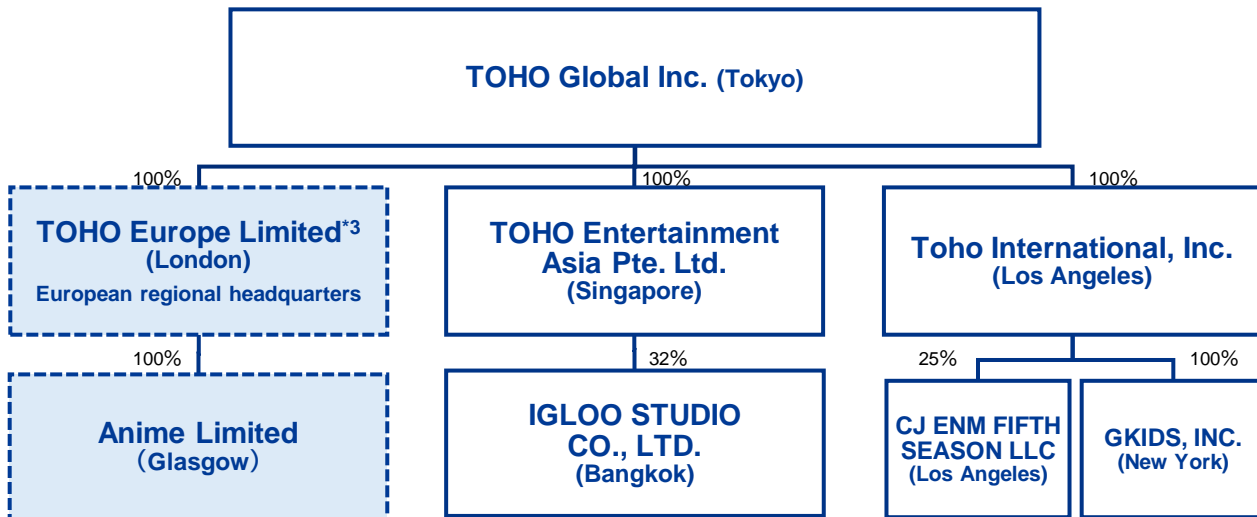 TOHO Global Inc. (Tokyo)
100%
100%
100%
TOHO Europe Limited*3
(London)
European regional headquarters
TOHO Entertainment
Asia Pte. Ltd.
(Singapore)
Toho International, Inc.
(Los Angeles)
100%
32%
25%
100%
Anime Limited
（Glasgow）
IGLOO STUDIO
CO., LTD.
(Bangkok)
CJ ENM FIFTH
SEASON LLC
(Los Angeles)
GKIDS, INC.
(New York)